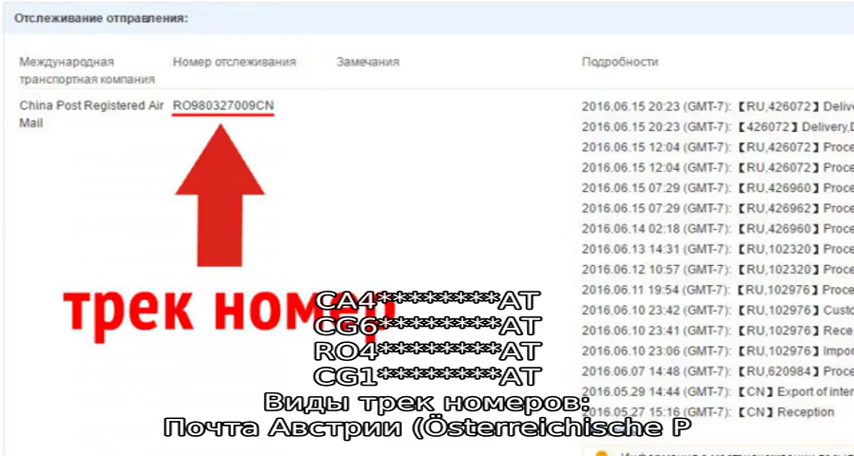 Отслеживание отправления:
Международная транспортная компания
Номер отслеживания
Замечания
Подробности
China Post Registered Air Mail
RO980327009CN
2016.06.15 20:23 (GMT-7): 【RU,426072】
2016.06.15 20:23 (GMT-7): 【426072】Delivery,
2016.06.15 12:04 (GMT-7): 【RU,426072】
2016.06.15 12:04 (GMT-7): 【RU,426072】
2016.06.15 07:29 (GMT-7): 【RU,426960】
2016.06.15 07:29 (GMT-7): 【RU,426962】
2016.06.14 02:18 (GMT-7): 【RU,426960】
2016.06.13 14:31 (GMT-7): 【RU,102320】
2016.06.12 10:57 (GMT-7): 【RU,102320】
2016.06.11 19:54 (GMT-7): 【RU,102976】
2016.06.10 23:42 (GMT-7): 【RU,102976】
2016.06.10 23:41 (GMT-7): 【RU,102976】
2016.06.10 23:06 (GMT-7): 【RU,102976】
2016.06.07 14:48 (GMT-7): 【RU,620984】
2016.05.29 14:44 (GMT-7): 【CN】Export of
2016.05.27 15:16 (GMT-7): 【CN】Reception
трек номер
CA4********AT
CG6********AT
RO4********AT
CG1********AT
Виды трек номеров:
Почта Австрии (Österreichische P